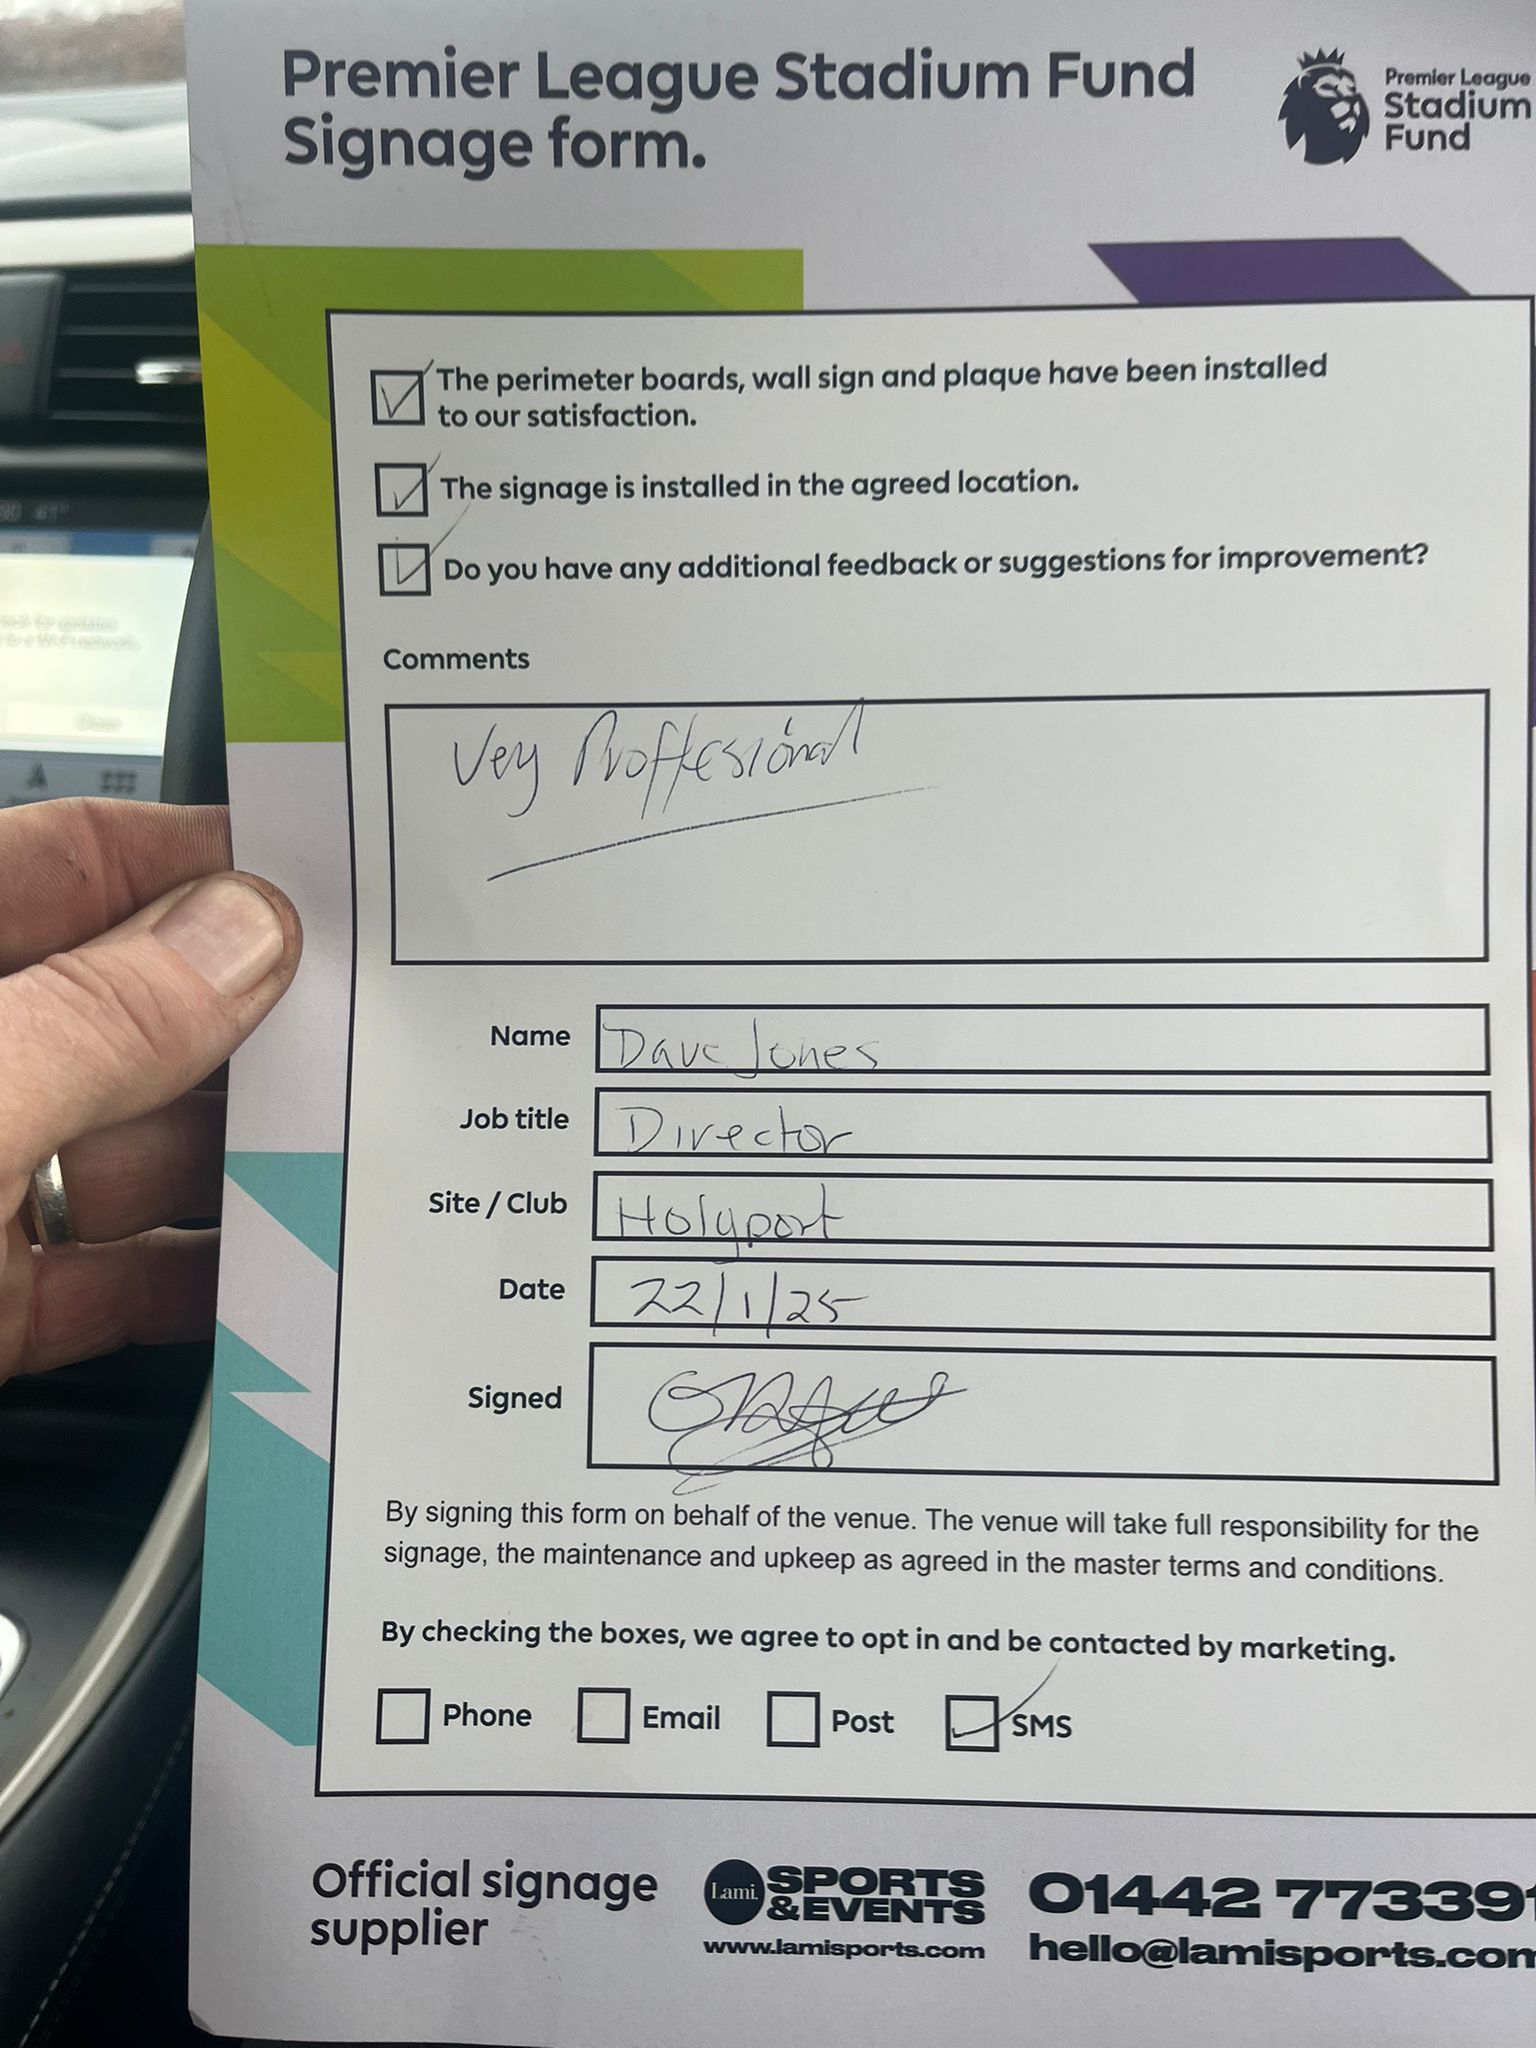 Premier League Stadium Fund
Signage form.
Premier League
Stadium
Fund
The perimeter boards, wall sign and plaque have been installed
to our satisfaction.
The signage is installed in the agreed location.
Do you have any additional feedback or suggestions for improvement?
Comments
Vey Proffesional
Name Dave Jones
Job title Director
Site / Club Holyport
Date 22/1/25
Signed
By signing this form on behalf of the venue. The venue will take full responsibility for the
signage, the maintenance and upkeep as agreed in the master terms and conditions.
By checking the boxes, we agree to opt in and be contacted by marketing.
Phone Email Post SMS
Official signage
supplier
Lami SPORTS
&EVENTS
www.lamisports.com
01442 773391
hello@lamisports.com